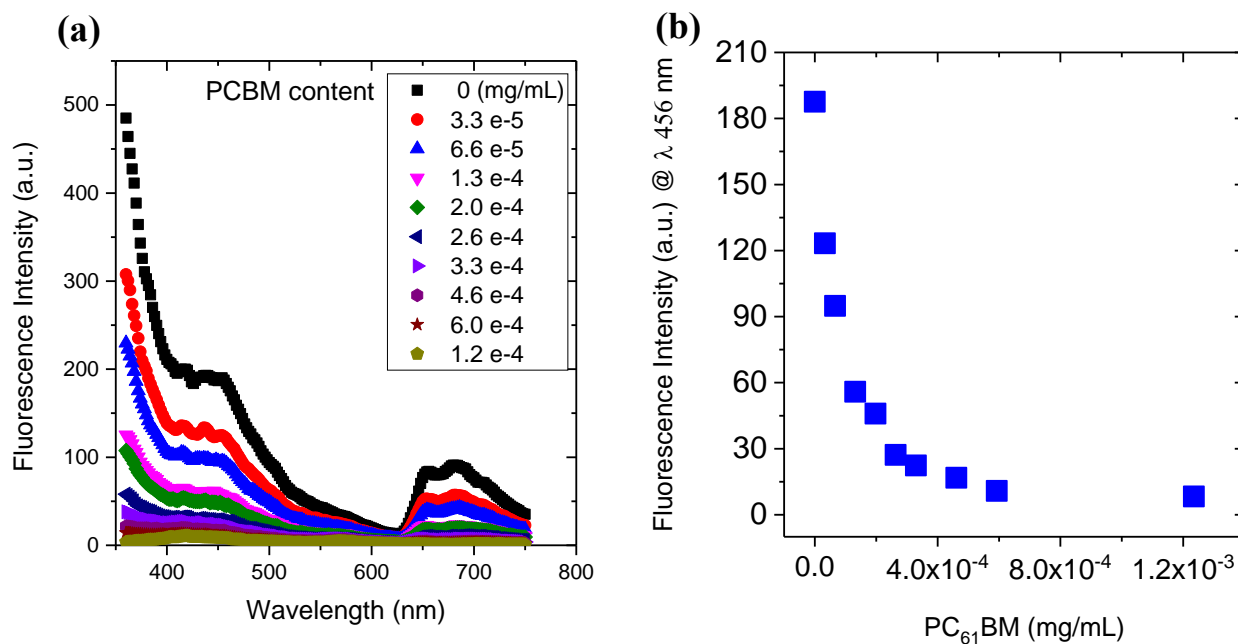 (a)
PCBM content
0 (mg/mL)
3.3 e-5
6.6 e-5
1.3 e-4
2.0 e-4
2.6 e-4
3.3 e-4
4.6 e-4
6.0 e-4
1.2 e-4
500
400
300
200
100
0
Fluorescence Intensity (a.u.)
400 500 600 700 800
Wavelength (nm)
(b)
210
180
150
120
90
60
30
0
Fluorescence Intensity (a.u.) @ λ 456 nm
0.0 4.0x10⁻⁴ 8.0x10⁻⁴ 1.2x10⁻³
PC₆₁BM (mg/mL)